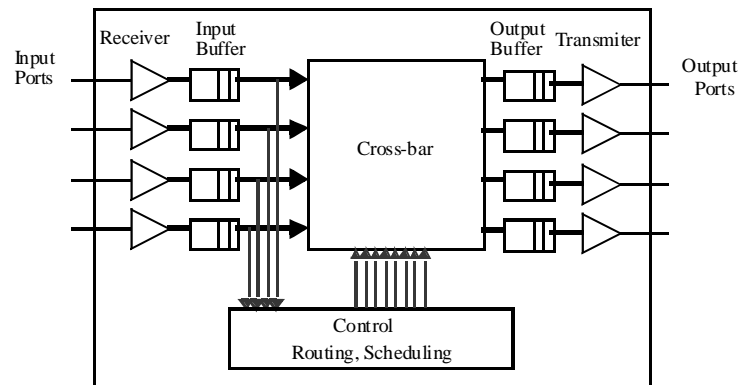 Receiver
Input
Buffer
Output
Buffer
Transmiter
Input
Ports
Output
Ports
Cross-bar
Control
Routing, Scheduling